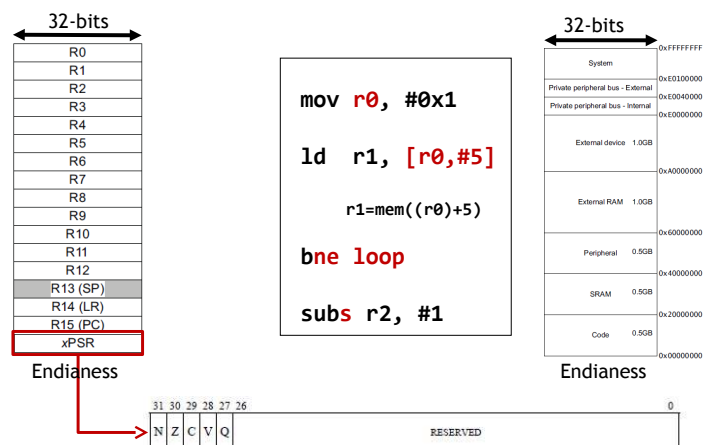 32-bits
R0
R1
R2
R3
R4
R5
R6
R7
R8
R9
R10
R11
R12
R13 (SP)
R14 (LR)
R15 (PC)
xPSR
Endianess
mov r0, #0x1
ld r1, [r0,#5]
r1=mem((r0)+5)
bne loop
subs r2, #1
32-bits
0xFFFFFFFF
System
0xE0100000
Private peripheral bus - External
0xE0040000
Private peripheral bus - Internal
0xE0000000
External device 1.0GB
0xA0000000
External RAM 1.0GB
0x60000000
Peripheral 0.5GB
0x40000000
SRAM 0.5GB
0x20000000
Code 0.5GB
0x00000000
Endianess
31 30 29 28 27 26 0
N Z C V Q RESERVED